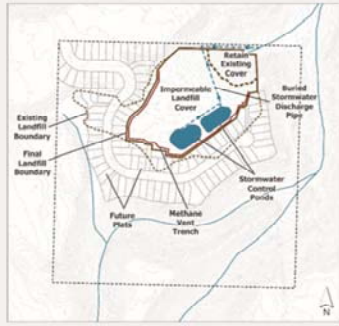 Retain
Existing
Cover
Impermeable
Landfill
Cover
Buried
Stormwater
Discharge
Pipe
Existing
Landfill
Boundary
Final
Landfill
Boundary
Stormwater
Control
Ponds
Future
Plots
Methane
Vent
Trench
N